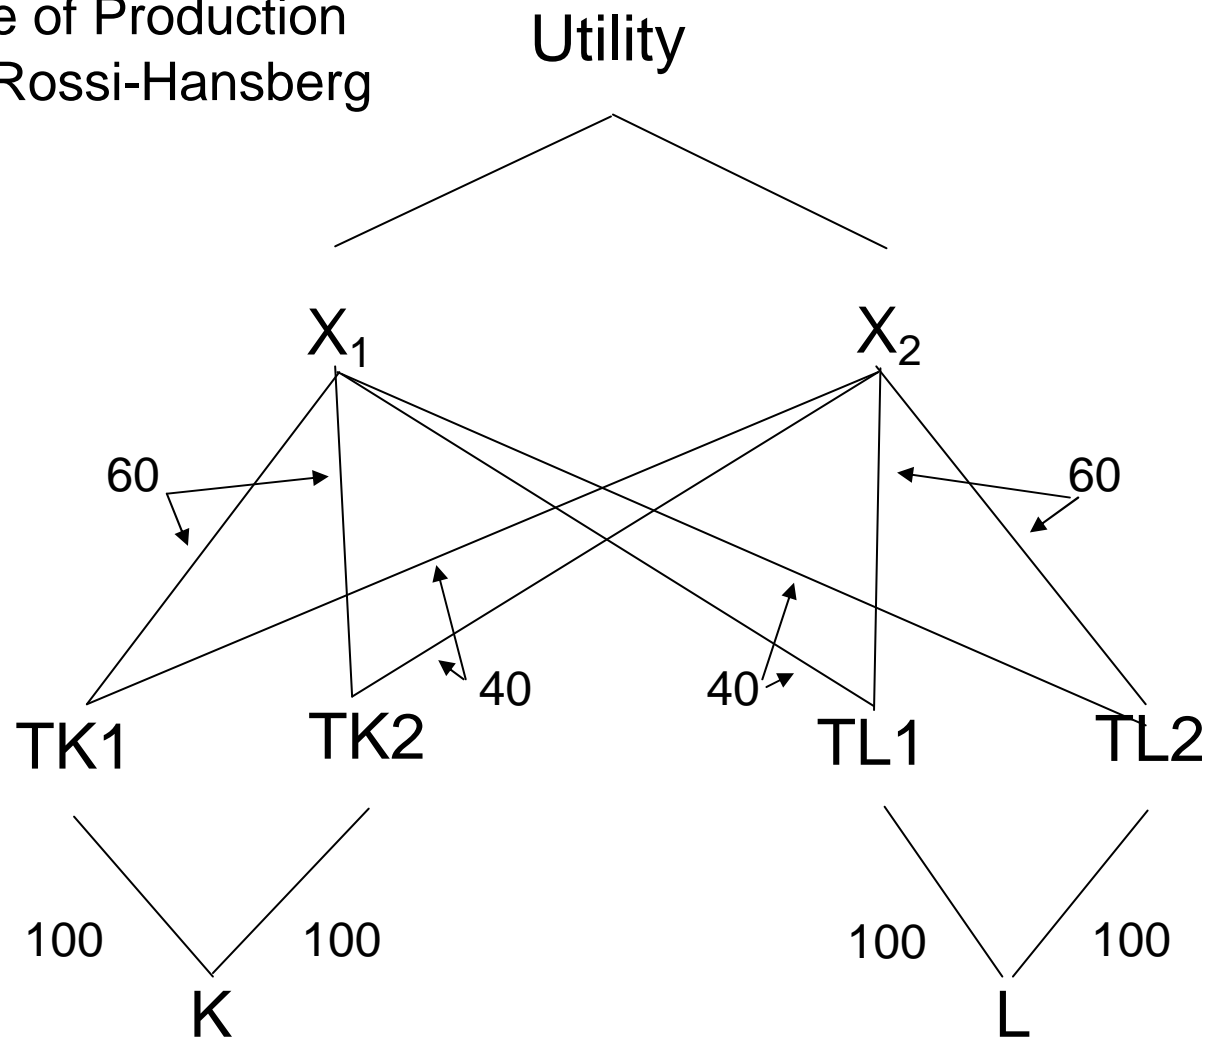 of Production
Rossi-Hansberg
Utility
X1
X2
60
60
40
40
TK1
TK2
TL1
TL2
100
100
100
100
K
L